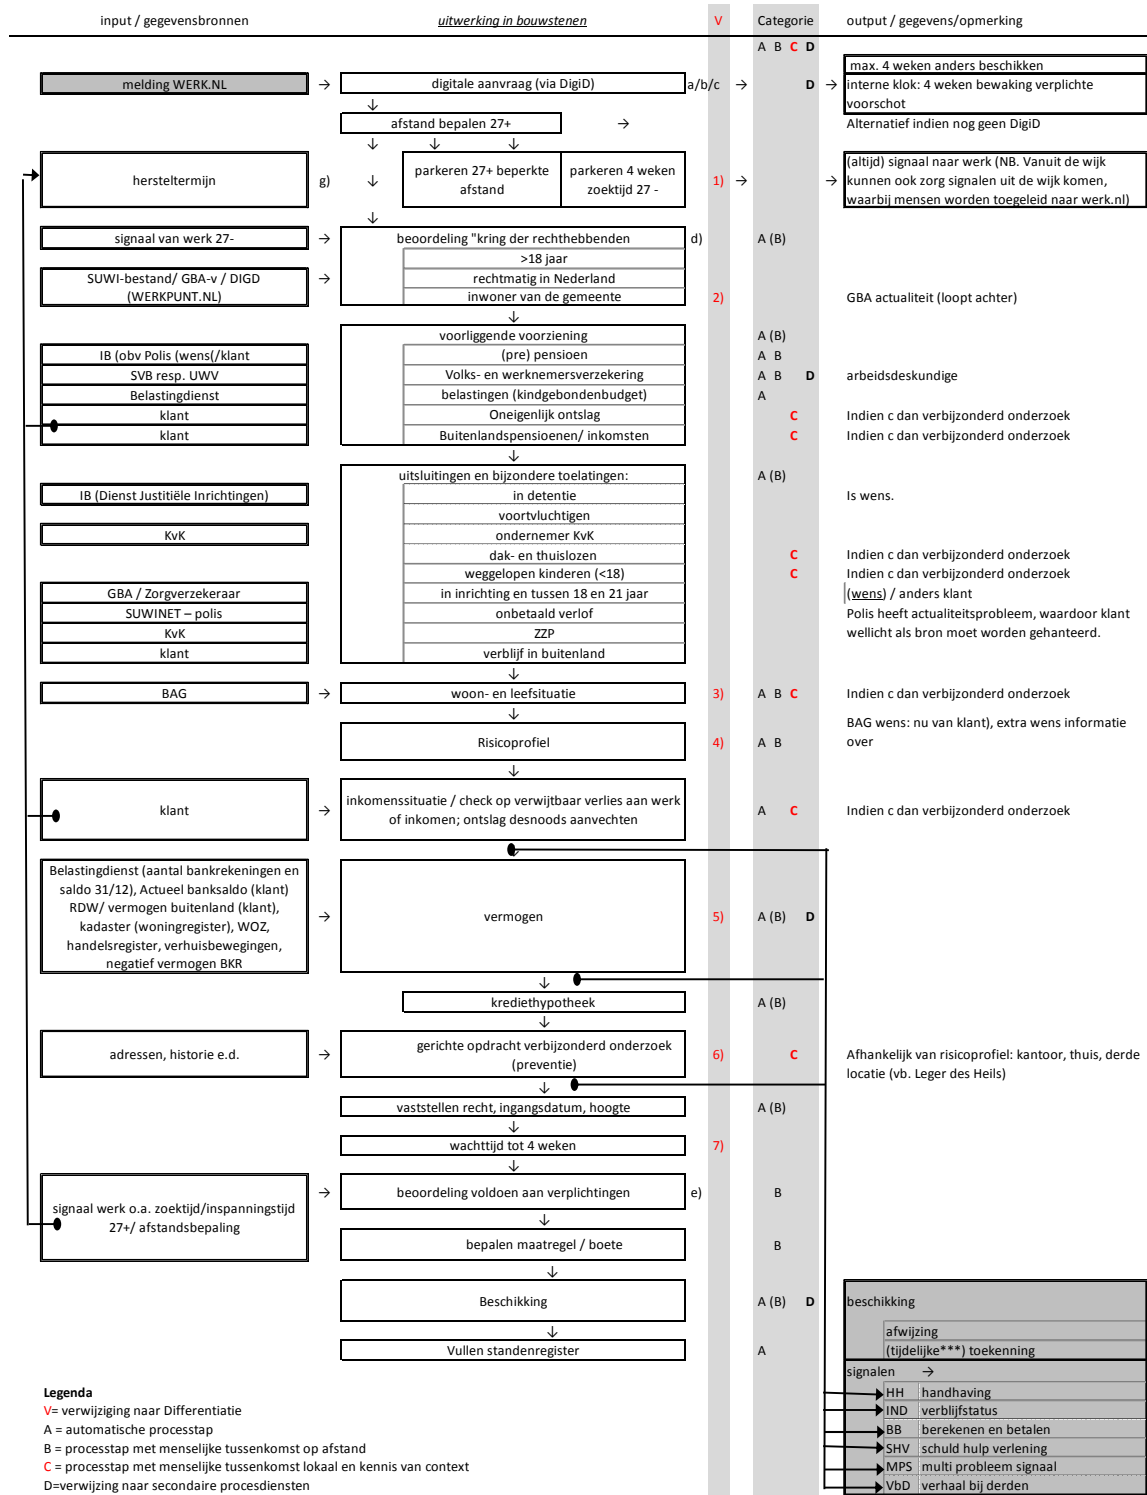 input / gegevensbronnen
uitwerking in bouwstenen
V
Categorie
output / gegevens/opmerking
A B C D
max. 4 weken anders beschikken
melding WERK.NL
→
digitale aanvraag (via DigiD)
a/b/c
→
D
→
interne klok: 4 weken bewaking verplichte
voorschot
afstand bepalen 27+
→
Alternatief indien nog geen DigiD
hersteltermijn
g)
parkeren 27+ beperkte
afstand
parkeren 4 weken
zoektijd 27 -
1)
→
→
(altijd) signaal naar werk (NB. Vanuit de wijk
kunnen ook zorg signalen uit de wijk komen,
waarbij mensen worden toegeleid naar werk.nl)
signaal van werk 27-
→
beoordeling "kring der rechthebbenden
d)
A (B)
>18 jaar
SUWI-bestand/ GBA-v / DIGD
(WERKPUNT.NL)
→
rechtmatig in Nederland
inwoner van de gemeente
2)
GBA actualiteit (loopt achter)
voorliggende voorziening
A (B)
IB (obv Polis (wens(/klant
(pre) pensioen
A B
SVB resp. UWV
Volks- en werknemersverzekering
A B D
arbeidsdeskundige
Belastingdienst
belastingen (kindgebondenbudget)
A
klant
Oneigenlijk ontslag
C
Indien c dan verbijzonderd onderzoek
klant
Buitenlandspensioenen/ inkomsten
C
Indien c dan verbijzonderd onderzoek
uitsluitingen en bijzondere toelatingen:
A (B)
IB (Dienst Justitiële Inrichtingen)
in detentie
Is wens.
voortvluchtigen
KvK
ondernemer KvK
dak- en thuislozen
C
Indien c dan verbijzonderd onderzoek
weggelopen kinderen (<18)
C
Indien c dan verbijzonderd onderzoek
GBA / Zorgverzekeraar
in inrichting en tussen 18 en 21 jaar
(wens) / anders klant
SUWINET – polis
onbetaald verlof
Polis heeft actualiteitsprobleem, waardoor klant
wellicht als bron moet worden gehanteerd.
KvK
ZZP
klant
verblijf in buitenland
BAG
→
woon- en leefsituatie
3)
A B C
Indien c dan verbijzonderd onderzoek
Risicoprofiel
4)
A B
BAG wens: nu van klant), extra wens informatie
over
klant
→
inkomenssituatie / check op verwijtbaar verlies aan werk
of inkomen; ontslag desnoods aanvechten
A C
Indien c dan verbijzonderd onderzoek
Belastingdienst (aantal bankrekeningen en
saldo 31/12), Actueel banksaldo (klant)
RDW/ vermogen buitenland (klant),
kadaster (woningregister), WOZ,
handelsregister, verhuisbewegingen,
negatief vermogen BKR
→
vermogen
5)
A (B) D
krediethypotheek
A (B)
adressen, historie e.d.
→
gerichte opdracht verbijzonderd onderzoek
(preventie)
6)
C
Afhankelijk van risicoprofiel: kantoor, thuis, derde
locatie (vb. Leger des Heils)
vaststellen recht, ingangsdatum, hoogte
A (B)
wachttijd tot 4 weken
7)
signaal werk o.a. zoektijd/inspanningstijd
27+/ afstandsbepaling
→
beoordeling voldoen aan verplichtingen
e)
B
bepalen maatregel / boete
B
Beschikking
A (B) D
beschikking
afwijzing
(tijdelijke***) toekenning
Vullen standenregister
A
signalen →
HH handhaving
IND verblijfstatus
BB berekenen en betalen
SHV schuld hulp verlening
MPS multi probleem signaal
VbD verhaal bij derden
Legenda
V= verwijziging naar Differentiatie
A = automatische processtap
B = processtap met menselijke tussenkomst op afstand
C = processtap met menselijke tussenkomst lokaal en kennis van context
D=verwijzing naar secondaire procesdiensten